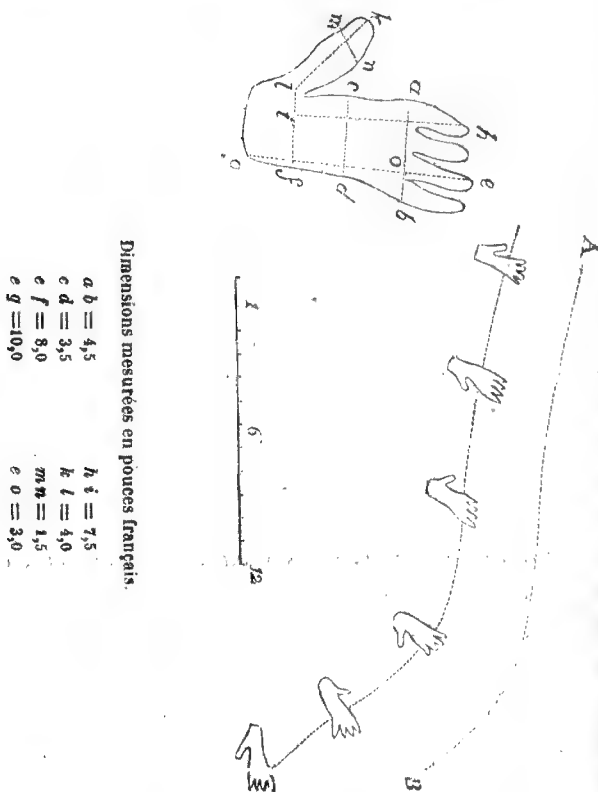 k
m
n
l
c
a
i
h
f
d
o
b
e
A
B
1 6 12
Dimensions mesurées en pouces français.
a b = 4,5 h i = 7,5
c d = 3,5 k l = 4,0
e f = 8,0 m n = 1,5
e g = 10,0 e o = 3,0